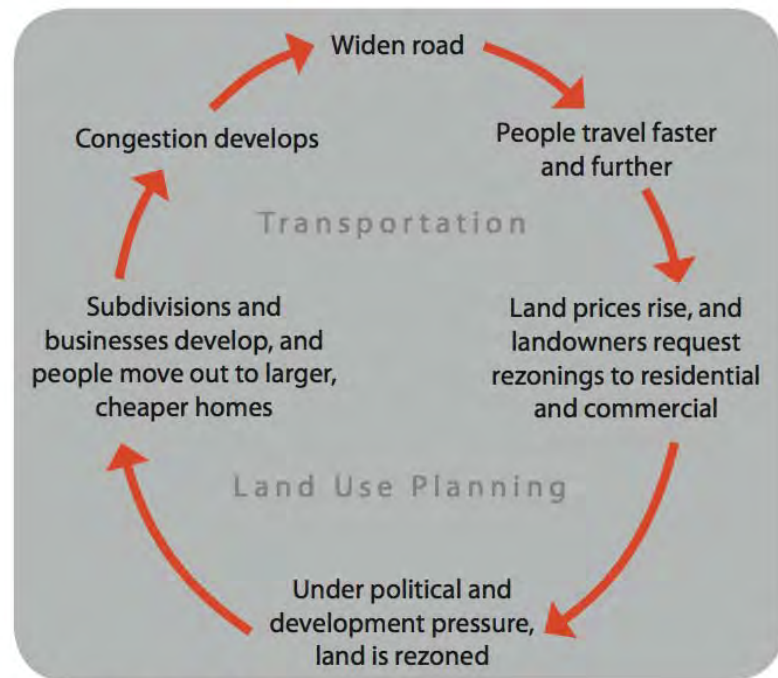 Widen road
People travel faster
and further
Congestion develops
Transportation
Land prices rise, and
landowners request
rezonings to residential
and commercial
Subdivisions and
businesses develop, and
people move out to larger,
cheaper homes
Land Use Planning
Under political and
development pressure,
land is rezoned